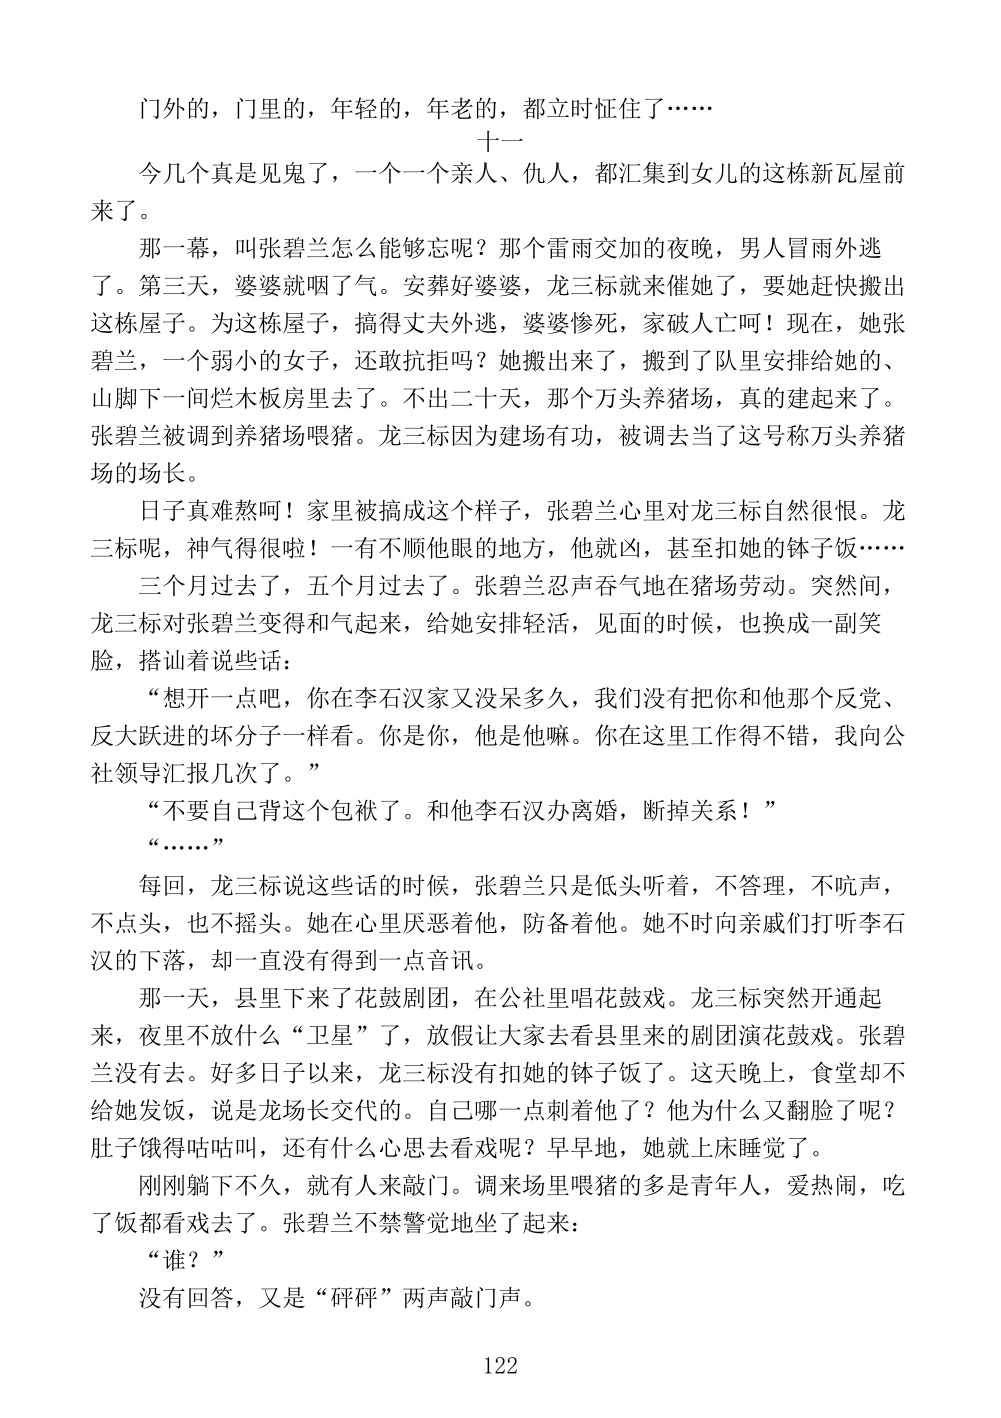 门外的，门里的，年轻的，年老的，都立时怔住了……
十一
今几个真是见鬼了，一个一个亲人、仇人，都汇集到女儿的这栋新瓦屋前
来了。
那一幕，叫张碧兰怎么能够忘呢？那个雷雨交加的夜晚，男人冒雨外逃
了。第三天，婆婆就咽了气。安葬好婆婆，龙三标就来催她了，要她赶快搬出
这栋屋子。为这栋屋子，搞得丈夫外逃，婆婆惨死，家破人亡呵！现在，她张
碧兰，一个弱小的女子，还敢抗拒吗？她搬出来了，搬到了队里安排给她的、
山脚下一间烂木板房里去了。不出二十天，那个万头养猪场，真的建起来了。
张碧兰被调到养猪场喂猪。龙三标因为建场有功，被调去当了这号称万头养猪
场的场长。
日子真难熬呵！家里被搞成这个样子，张碧兰心里对龙三标自然很恨。龙
三标呢，神气得很啦！一有不顺他眼的地方，他就凶，甚至扣她的钵子饭……
三个月过去了，五个月过去了。张碧兰忍声吞气地在猪场劳动。突然间，
龙三标对张碧兰变得和气起来，给她安排轻活，见面的时候，也换成一副笑
脸，搭讪着说些话：
“想开一点吧，你在李石汉家又没呆多久，我们没有把你和他那个反党、
反大跃进的坏分子一样看。你是你，他是他嘛。你在这里工作得不错，我向公
社领导汇报几次了。”
“不要自己背这个包袱了。和他李石汉办离婚，断掉关系！”
“……”
每回，龙三标说这些话的时候，张碧兰只是低头听着，不答理，不吭声，
不点头，也不摇头。她在心里厌恶着他，防备着他。她不时向亲戚们打听李石
汉的下落，却一直没有得到一点音讯。
那一天，县里下来了花鼓剧团，在公社里唱花鼓戏。龙三标突然开通起
来，夜里不放什么“卫星”了，放假让大家去看县里来的剧团演花鼓戏。张碧
兰没有去。好多日子以来，龙三标没有扣她的钵子饭了。这天晚上，食堂却不
给她发饭，说是龙场长交代的。自己哪一点刺着他了？他为什么又翻脸了呢？
肚子饿得咕咕叫，还有什么心思去看戏呢？早早地，她就上床睡觉了。
刚刚躺下不久，就有人来敲门。调来场里喂猪的多是青年人，爱热闹，吃
了饭都看戏去了。张碧兰不禁警觉地坐了起来：
“谁？”
没有回答，又是“砰砰”两声敲门声。
122